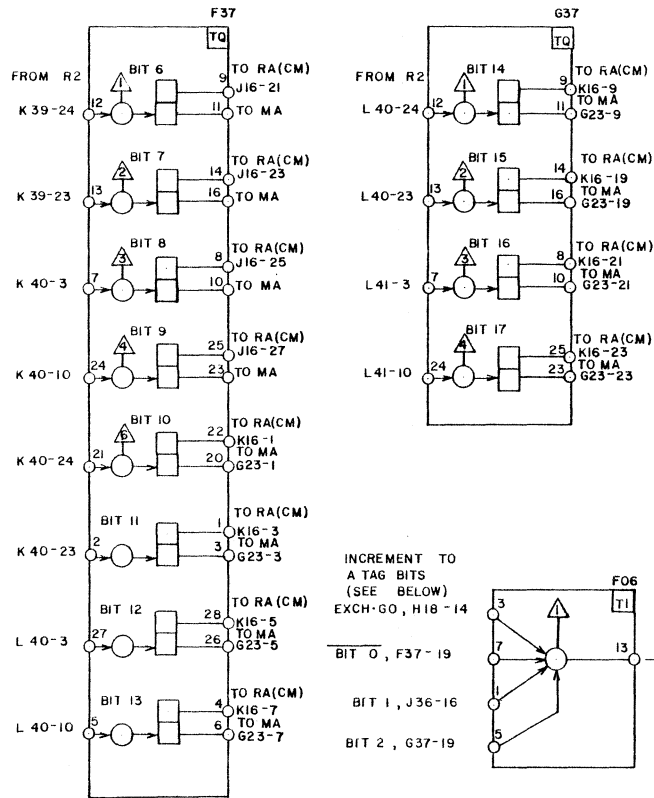 F37
TQ
FROM R2
BIT 6
1
TO RA(CM)
9
J16-21
K 39-24
12
11
TO MA
BIT 7
2
TO RA(CM)
14
J16-23
K 39-23
13
16
TO MA
BIT 8
3
TO RA(CM)
8
J16-25
K 40-3
7
10
TO MA
BIT 9
4
TO RA(CM)
25
J16-27
K 40-10
24
23
TO MA
BIT 10
6
TO RA(CM)
22
K16-1
TO MA
K 40-24
21
20
G23-1
BIT 11
TO RA(CM)
1
K16-3
TO MA
K 40-23
2
3
G23-3
BIT 12
TO RA(CM)
28
K16-5
TO MA
L 40-3
27
26
G23-5
BIT 13
TO RA(CM)
4
K16-7
TO MA
L 40-10
5
6
G23-7
G37
TQ
FROM R2
BIT 14
1
TO RA(CM)
9
K16-9
TO MA
L 40-24
12
11
G23-9
BIT 15
2
TO RA(CM)
14
K16-19
TO MA
L40-23
13
16
G23-19
BIT 16
3
TO RA(CM)
8
K16-21
TO MA
L41-3
7
10
G23-21
BIT 17
4
TO RA(CM)
25
K16-23
TO MA
L41-10
24
23
G23-23
INCREMENT TO
A TAG BITS
(SEE BELOW)
EXCH·GO, H18-14
3
F06
TI
1
BIT 0, F37-19
7
13
BIT 1, J36-16
1
BIT 2, G37-19
5